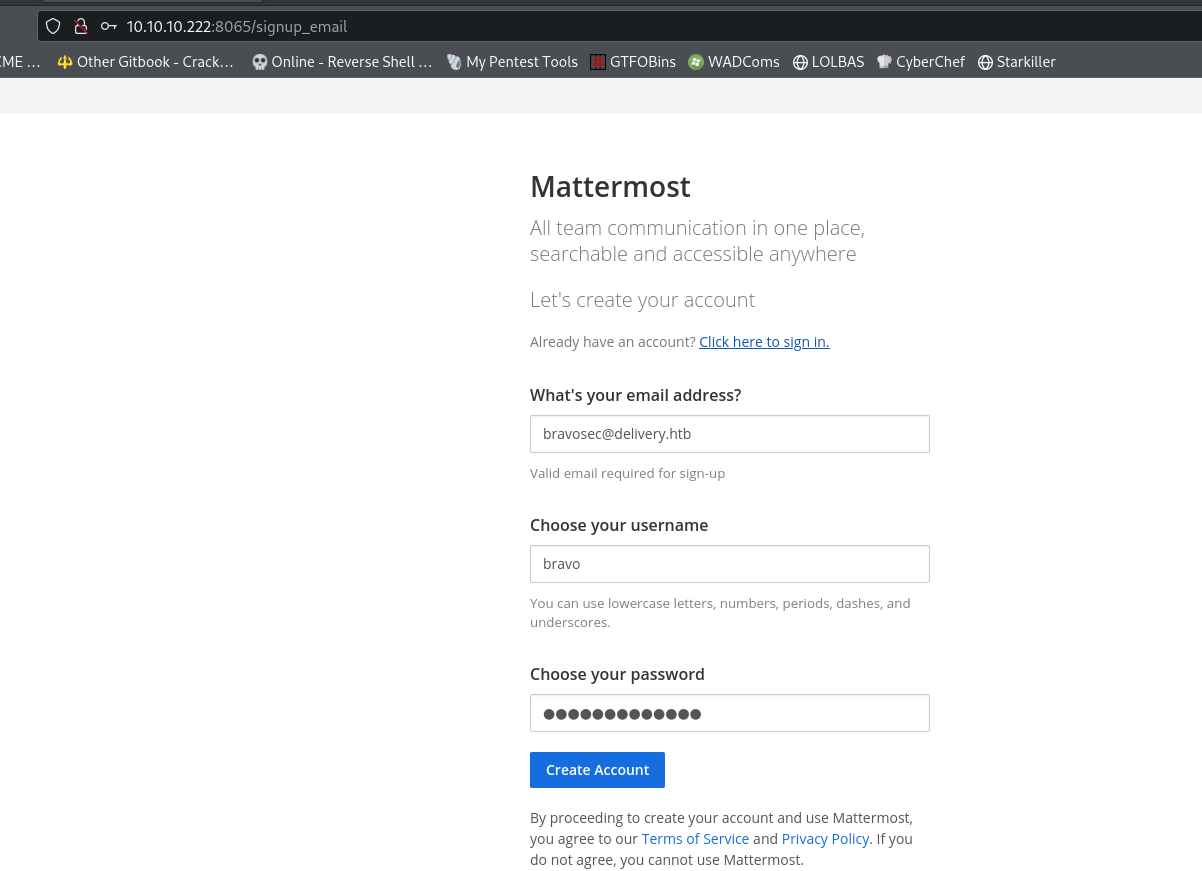 10.10.10.222:8065/signup_email
ME ... Other Gitbook - Crack... Online - Reverse Shell ... My Pentest Tools GTFOBins WADComs LOLBAS CyberChef Starkiller
Mattermost
All team communication in one place,
searchable and accessible anywhere
Let's create your account
Already have an account? Click here to sign in.
What's your email address?
bravosec@delivery.htb
Valid email required for sign-up
Choose your username
bravo
You can use lowercase letters, numbers, periods, dashes, and
underscores.
Choose your password
●●●●●●●●●●●●●
Create Account
By proceeding to create your account and use Mattermost,
you agree to our Terms of Service and Privacy Policy. If you
do not agree, you cannot use Mattermost.